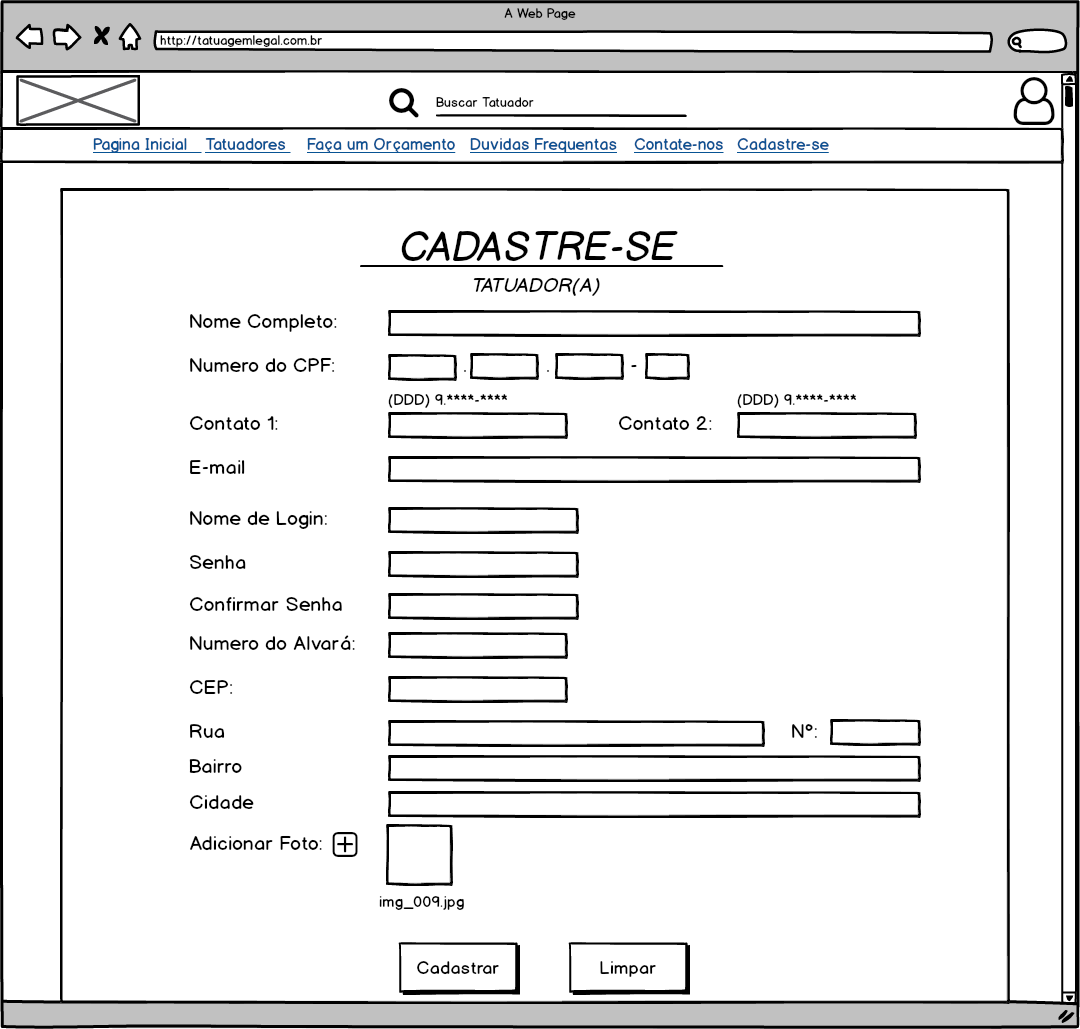 A Web Page
http://tatuagemlegal.com.br
Buscar Tatuador
Pagina Inicial Tatuadores Faça um Orçamento Duvidas Frequentas Contate-nos Cadastre-se
CADASTRE-SE
TATUADOR(A)
Nome Completo:
Numero do CPF: . . -
(DDD) 9.****-**** (DDD) 9.****-****
Contato 1: Contato 2:
E-mail
Nome de Login:
Senha
Confirmar Senha
Numero do Alvará:
CEP:
Rua Nº:
Bairro
Cidade
Adicionar Foto:
img_009.jpg
Cadastrar Limpar